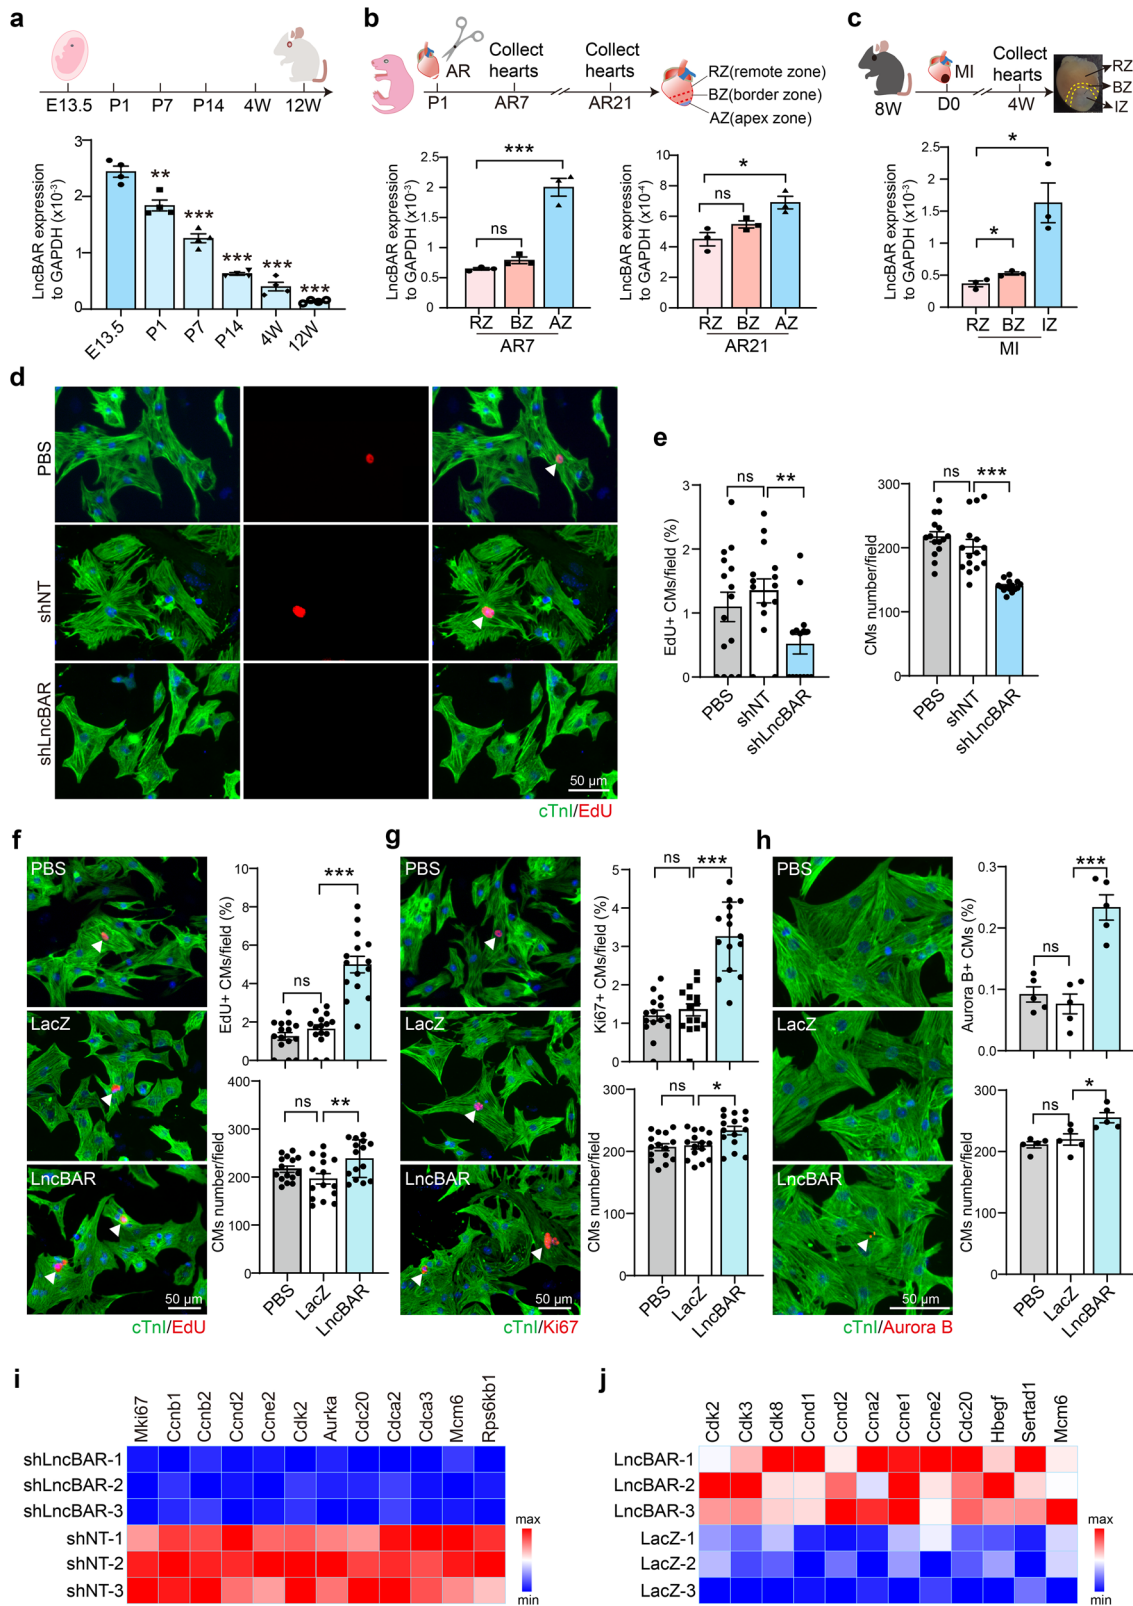 a
E13.5 P1 P7 P14 4W 12W
LncBAR expression
to GAPDH (x10⁻³)
3
2
1
0
**
***
***
***
***
E13.5 P1 P7 P14 4W 12W
b
AR
Collect
hearts
Collect
hearts
P1 AR7 AR21
RZ(remote zone)
BZ(border zone)
AZ(apex zone)
LncBAR expression
to GAPDH (x10⁻³)
2.5
2
1.5
1
0.5
0
***
ns
RZ BZ AZ
AR7
LncBAR expression
to GAPDH (x10⁻⁴)
10
8
6
4
2
0
*
ns
RZ BZ AZ
AR21
c
MI
Collect
hearts
8W D0 4W
RZ
BZ
IZ
LncBAR expression
to GAPDH (x10⁻³)
2.5
2
1.5
1
0.5
0
*
*
RZ BZ IZ
MI
d
PBS
shNT
shLncBAR
50 μm
cTnI/EdU
e
EdU+ CMs/field (%)
3
2
1
0
ns **
PBS shNT shLncBAR
CMs number/field
300
200
100
0
ns ***
PBS shNT shLncBAR
f
PBS
LacZ
LncBAR
50 μm
cTnI/EdU
EdU+ CMs/field (%)
10
8
6
4
2
0
ns ***
CMs number/field
400
300
200
100
0
ns **
PBS LacZ LncBAR
g
PBS
LacZ
LncBAR
50 μm
cTnI/Ki67
Ki67+ CMs/field (%)
5
4
3
2
1
0
ns ***
CMs number/field
300
200
100
0
ns *
PBS LacZ LncBAR
h
PBS
LacZ
LncBAR
50 μm
cTnI/Aurora B
Aurora B+ CMs (%)
0.3
0.2
0.1
0.0
ns ***
CMs number/field
300
200
100
0
ns *
PBS LacZ LncBAR
i
Mki67 Ccnb1 Ccnb2 Ccnd2 Ccne2 Cdk2 Aurka Cdc20 Cdca2 Cdca3 Mcm6 Rps6kb1
shLncBAR-1
shLncBAR-2
shLncBAR-3
shNT-1
shNT-2
shNT-3
max
min
j
Cdk2 Cdk3 Cdk8 Ccnd1 Ccnd2 Ccna2 Ccne1 Ccne2 Cdc20 Hbegf Sertad1 Mcm6
LncBAR-1
LncBAR-2
LncBAR-3
LacZ-1
LacZ-2
LacZ-3
max
min